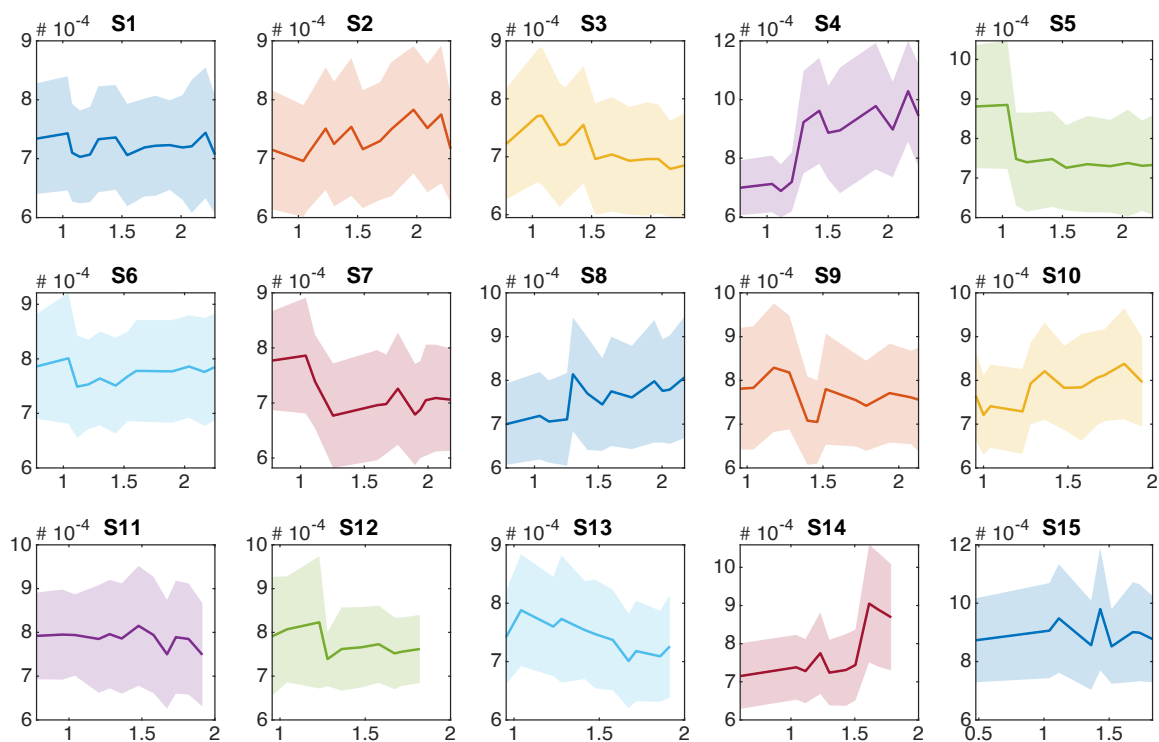 # 10^-4 S1
# 10^-4 S2
# 10^-4 S3
# 10^-4 S4
# 10^-4 S5
9 9 9 12 10
8 8 8 10 9
7 7 7 8 8
7
6 6 6 6 6
1 1.5 2 1 1.5 2 1 1.5 2 1 1.5 2 1 1.5 2
# 10^-4 S6
# 10^-4 S7
# 10^-4 S8
# 10^-4 S9
# 10^-4 S10
9 9 10 10 10
9 9 9
8 8 8 8 8
7 7 7 7 7
6 6 6 6 6
1 1.5 2 1 1.5 2 1 1.5 2 1 1.5 2 1 1.5 2
# 10^-4 S11
# 10^-4 S12
# 10^-4 S13
# 10^-4 S14
# 10^-4 S15
10 10 9 10 12
9 9 8 9 10
8 8 8
7 7 7 7 8
6 6 6 6 6
1 1.5 2 1 1.5 2 1 1.5 2 1 1.5 2 0.5 1 1.5